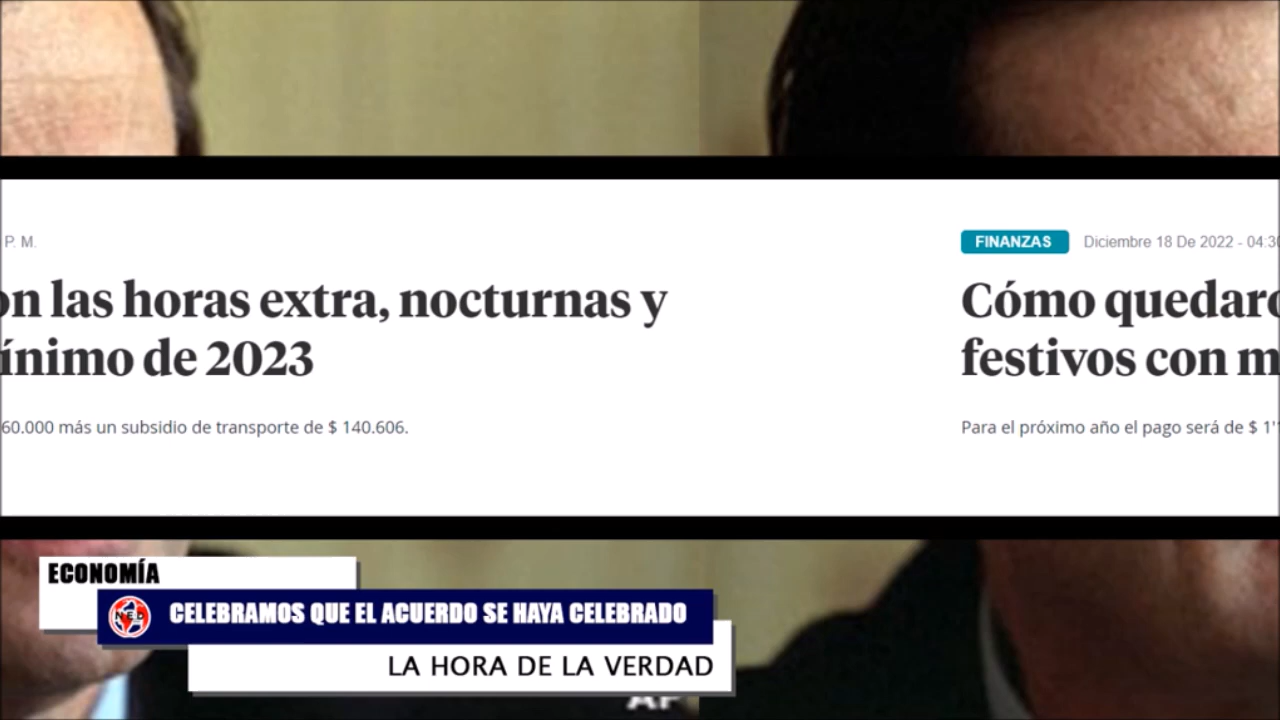 P. M.
on las horas extra, nocturnas y
ínimo de 2023
60.000 más un subsidio de transporte de $ 140.606.
FINANZAS
Diciembre 18 De 2022 - 04:30
Cómo quedaro
festivos con m
Para el próximo año el pago será de $ 1'1
ECONOMÍA
CELEBRAMOS QUE EL ACUERDO SE HAYA CELEBRADO
LA HORA DE LA VERDAD
AP